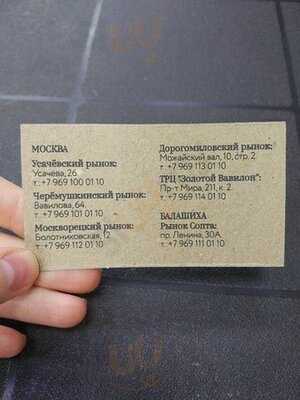 МОСКВА
Усачёвский рынок:
Усачева, 26
т. +7 969 100 01 10
Черёмушкинский рынок:
Вавилова, 64
т. +7 969 101 01 10
Москворецкий рынок:
Болотниковская, 12
т. +7 969 112 01 10
Дорогомиловский рынок:
Можайский вал, 10, стр. 2
т. +7 969 113 01 10
ТРЦ "Золотой Вавилон":
Пр-т Мира, 211, к. 2
т. +7 969 114 01 10
БАЛАШИХА
Рынок Сопта:
пр. Ленина, 30А
т. +7 969 111 01 10